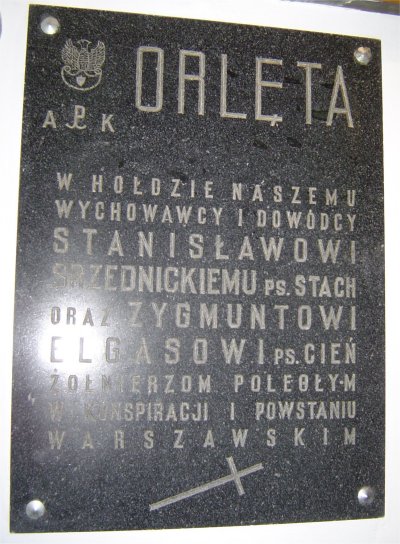 ORLĘTA
A P K
W HOŁDZIE NASZEMU
WYCHOWAWCY I DOWÓDCY
STANISŁAWOWI
SRZEDNICKIEMU PS. STACH
ORAZ ZYGMUNTOWI
ELGASOWI PS. CIEŃ
ŻOŁNIERZOM POLEGŁYM
W KONSPIRACJI I POWSTANIU
WARSZAWSKIM